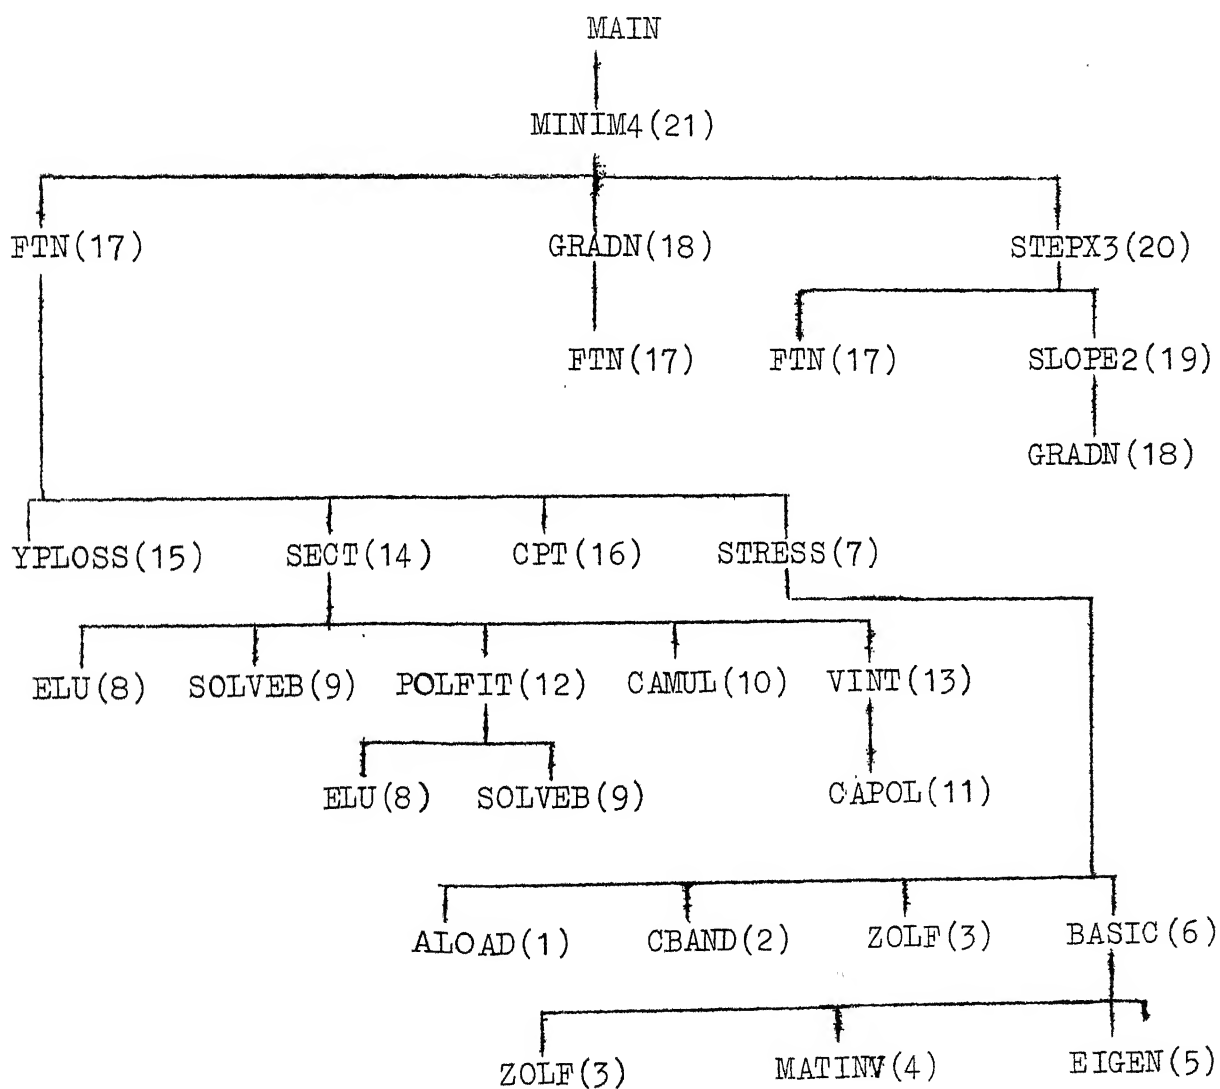 MAIN
MINIM4(21)
FTN(17) GRADN(18) STEPX3(20)
FTN(17) FTN(17) SLOPE2(19)
GRADN(18)
YPLOSS(15) SECT(14) CPT(16) STRESS(7)
ELU(8) SOLVEB(9) POLFIT(12) CAMUL(10) VINT(13)
ELU(8) SOLVEB(9) CAPOL(11)
ALOAD(1) CBAND(2) ZOLF(3) BASIC(6)
ZOLF(3) MATINV(4) EIGEN(5)